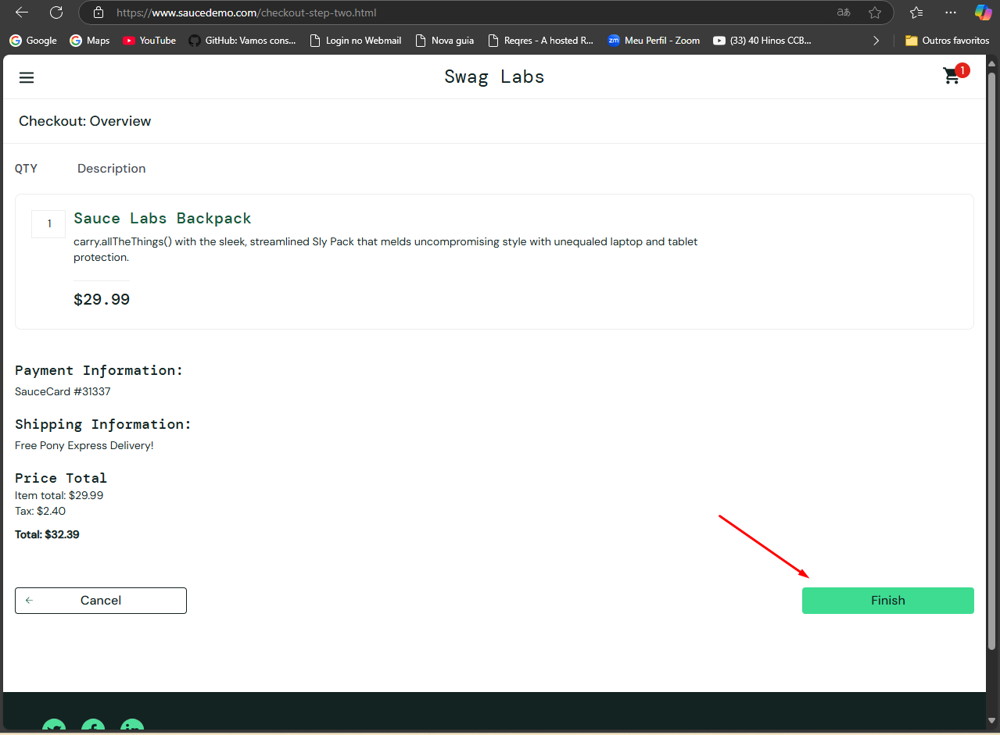 https://www.saucedemo.com/checkout-step-two.html
Google Maps YouTube GitHub: Vamos cons... Login no Webmail Nova guia Reqres - A hosted R... zm Meu Perfil - Zoom (33) 40 Hinos CCB... Outros favoritos
Swag Labs 1
Checkout: Overview
QTY Description
1 Sauce Labs Backpack
carry.allTheThings() with the sleek, streamlined Sly Pack that melds uncompromising style with unequaled laptop and tablet
protection.
$29.99
Payment Information:
SauceCard #31337
Shipping Information:
Free Pony Express Delivery!
Price Total
Item total: $29.99
Tax: $2.40
Total: $32.39
Cancel Finish